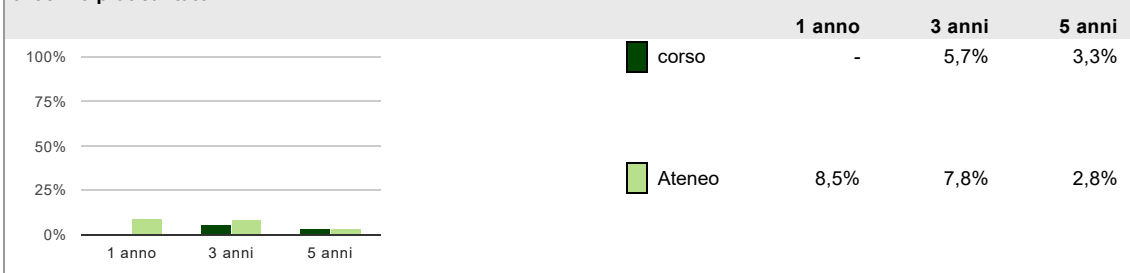 1 anno 3 anni 5 anni
100%
75%
50%
25%
0%
1 anno 3 anni 5 anni
corso - 5,7% 3,3%
Ateneo 8,5% 7,8% 2,8%